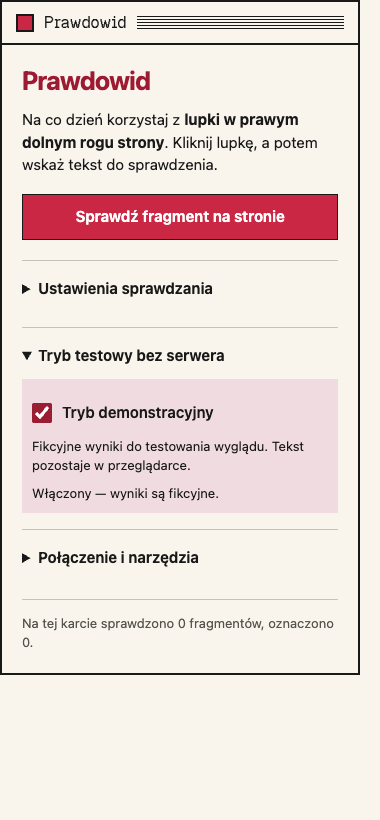 Prawdowid
Prawdowid
Na co dzień korzystaj z lupki w prawym
dolnym rogu strony. Kliknij lupkę, a potem
wskaż tekst do sprawdzenia.
Sprawdź fragment na stronie
Ustawienia sprawdzania
Tryb testowy bez serwera
Tryb demonstracyjny
Fikcyjne wyniki do testowania wyglądu. Tekst
pozostaje w przeglądarce.
Włączony — wyniki są fikcyjne.
Połączenie i narzędzia
Na tej karcie sprawdzono 0 fragmentów, oznaczono
0.